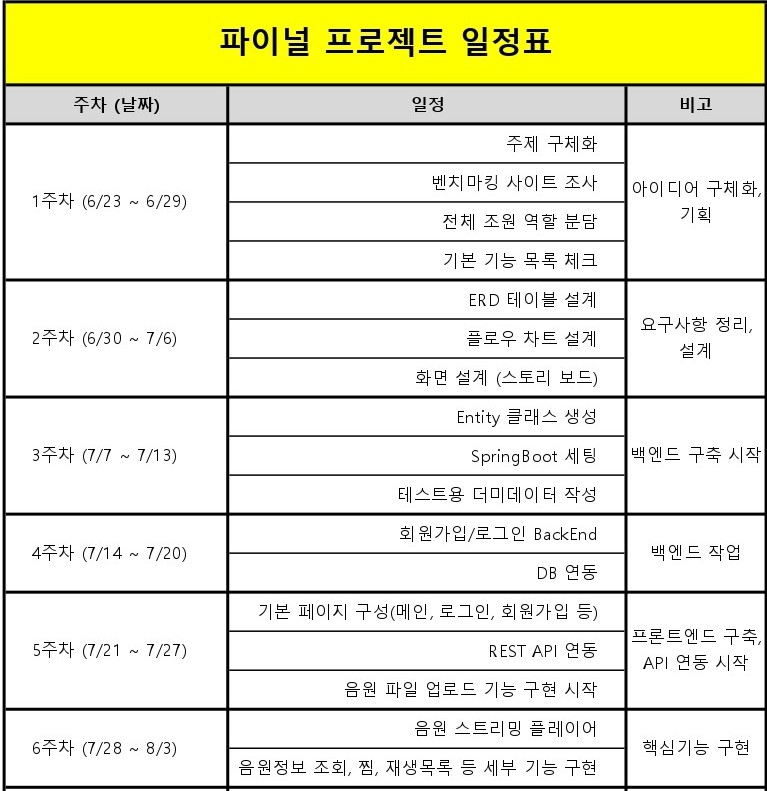 파이널 프로젝트 일정표
주차 (날짜) 일정 비고
1주차 (6/23 ~ 6/29)
주제 구체화
벤치마킹 사이트 조사
전체 조원 역할 분담
기본 기능 목록 체크
아이디어 구체화,
기획
2주차 (6/30 ~ 7/6)
ERD 테이블 설계
플로우 차트 설계
화면 설계 (스토리 보드)
요구사항 정리,
설계
3주차 (7/7 ~ 7/13)
Entity 클래스 생성
SpringBoot 세팅
테스트용 더미데이터 작성
백엔드 구축 시작
4주차 (7/14 ~ 7/20)
회원가입/로그인 BackEnd
DB 연동
백엔드 작업
5주차 (7/21 ~ 7/27)
기본 페이지 구성(메인, 로그인, 회원가입 등)
REST API 연동
음원 파일 업로드 기능 구현 시작
프론트엔드 구축,
API 연동 시작
6주차 (7/28 ~ 8/3)
음원 스트리밍 플레이어
음원정보 조회, 찜, 재생목록 등 세부 기능 구현
핵심기능 구현